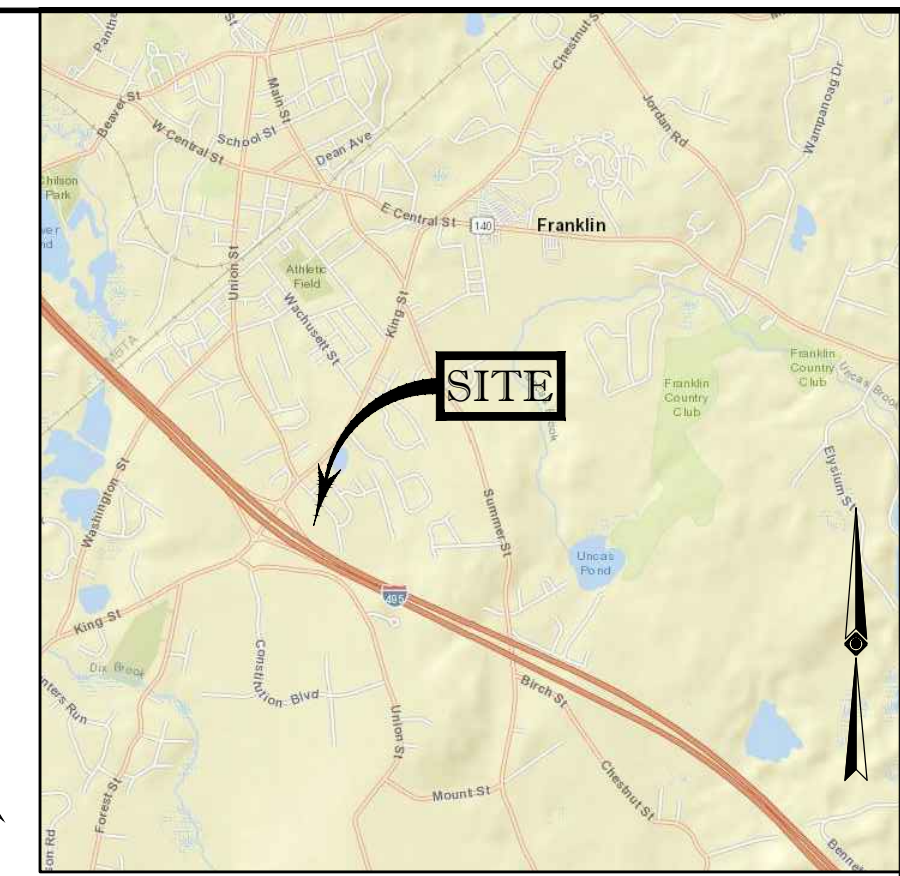 Beaver St
W Central St
School St
Main St
Dean Ave
Chestnut St
Jordan Rd
Wampanoag Dr
E Central St
140
Franklin
Union St
Athletic
Field
Wachusett St
King St
MBTA
SITE
Franklin
Country
Club
Franklin
Country
Club
Uncas Brook
Elysium St
Washington St
Summer St
Uncas
Pond
495
King St
Dix Brook
Constitution Blvd
Union St
Birch St
Mount St
Chestnut St
Forest St